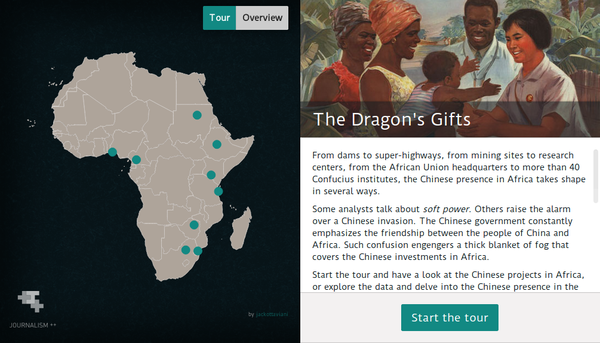 Tour
Overview
The Dragon's Gifts
From dams to super-highways, from mining sites to research
centers, from the African Union headquarters to more than 40
Confucius institutes, the Chinese presence in Africa takes shape
in several ways.
Some analysts talk about soft power. Others raise the alarm
over a Chinese invasion. The Chinese government constantly
emphasizes the friendship between the people of China and
Africa. Such confusion engengers a thick blanket of fog that
covers the Chinese investments in Africa.
Start the tour and have a look at the Chinese projects in Africa,
or explore the data and delve into the Chinese presence in the
Start the tour
JOURNALISM ++
by